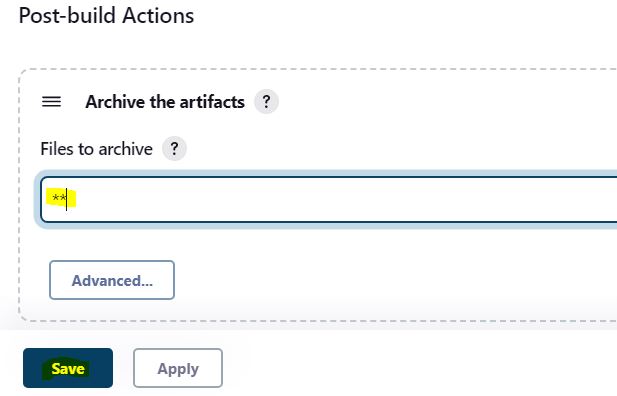 Post-build Actions
Archive the artifacts ?
Files to archive ?
**
Advanced...
Save Apply